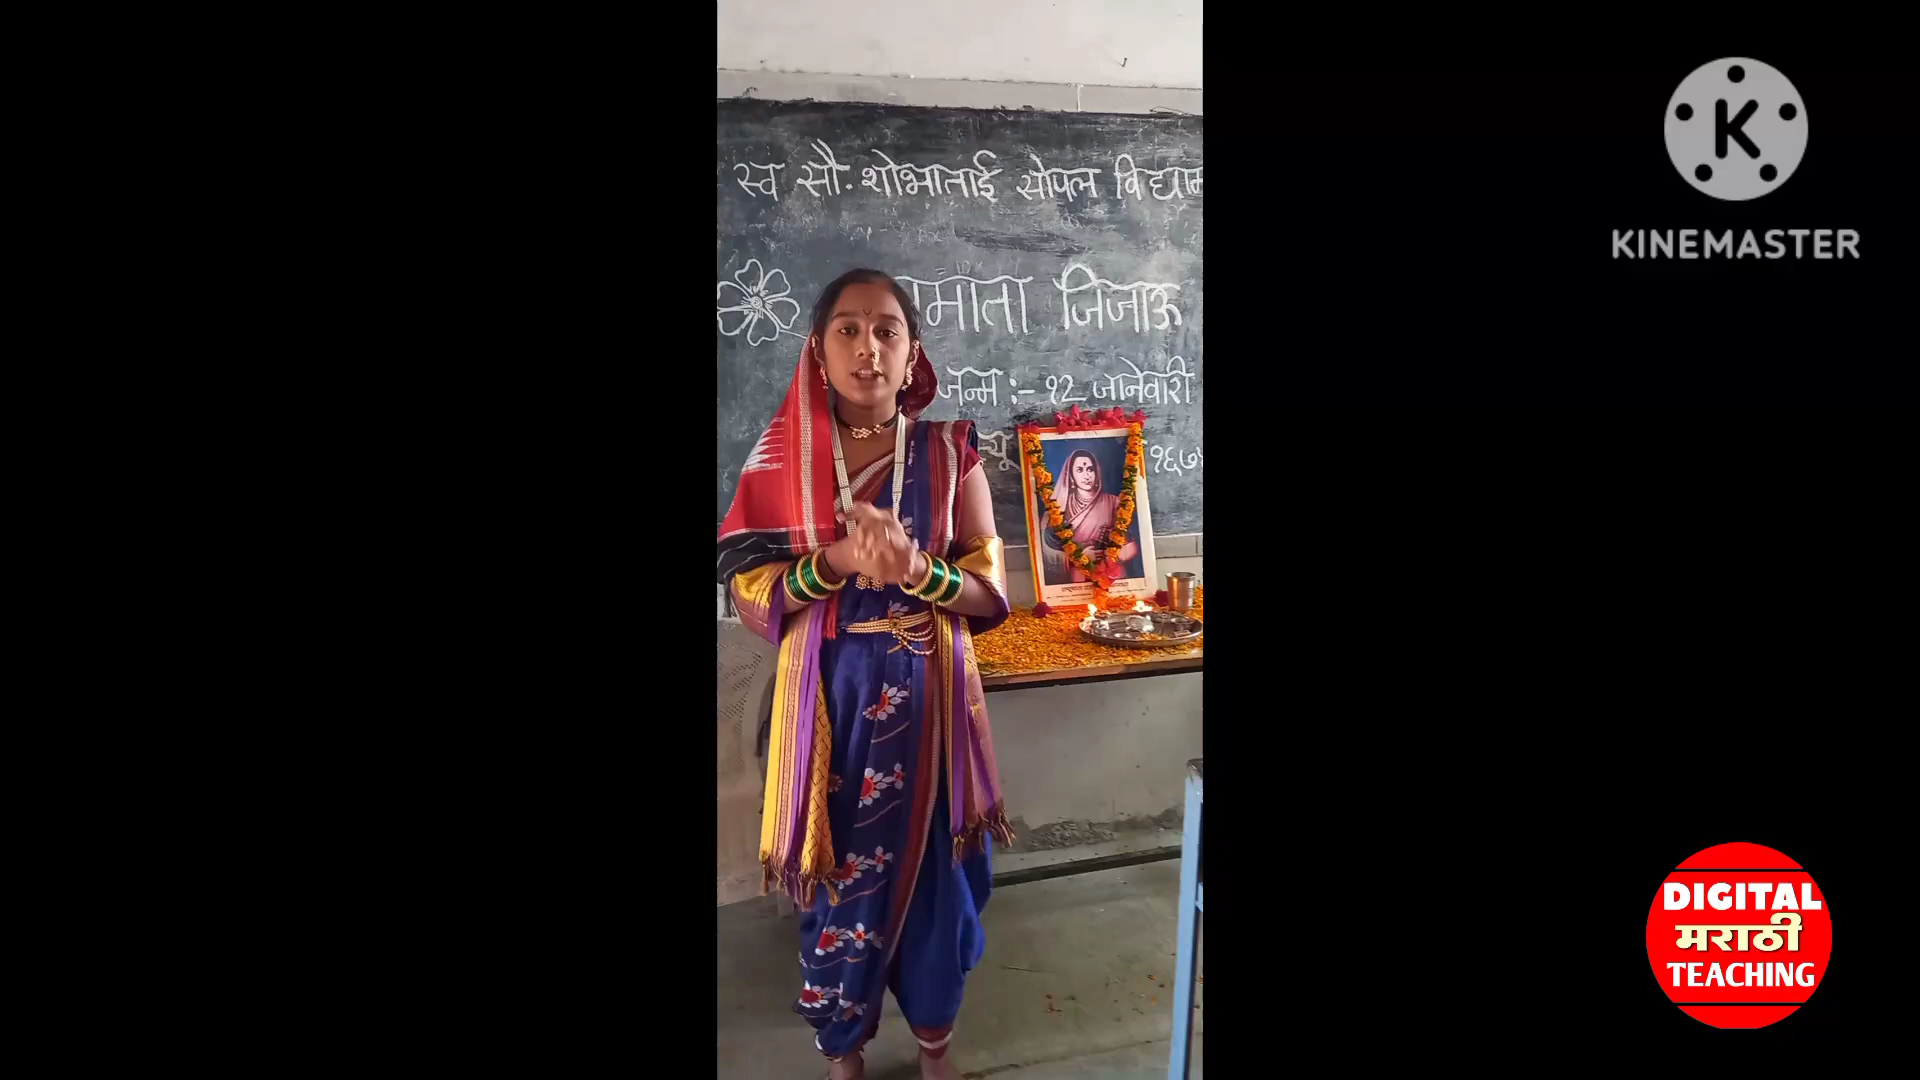 स्व सौ. शोभाताई सोपल
जिजाऊ
जन्म :- १२ जानेवारी
KINEMASTER
DIGITAL
मराठी
TEACHING